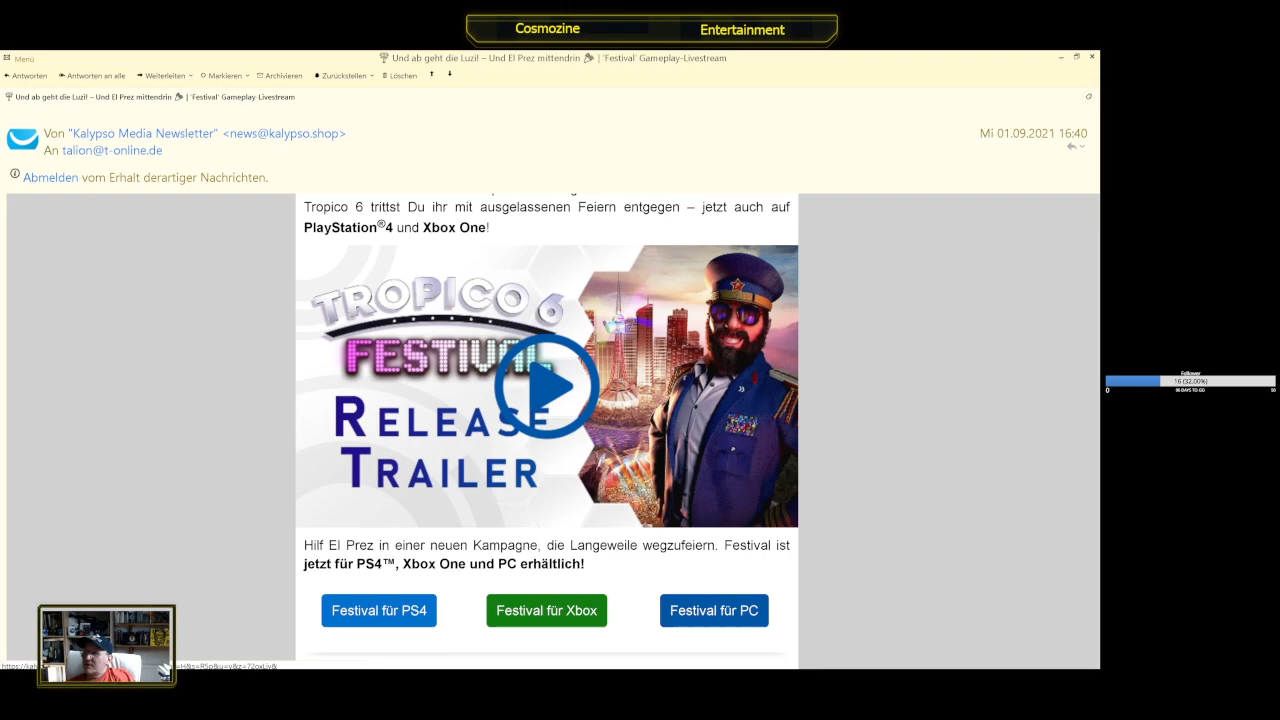 Cosmozine
Entertainment
Menü
Und ab geht die Luzi! – Und El Prez mittendrin | 'Festival' Gameplay-Livestream
Antworten
Antworten an alle
Weiterleiten
Markieren
Archivieren
Zurückstellen
Löschen
Und ab geht die Luzi! – Und El Prez mittendrin | 'Festival' Gameplay-Livestream
Von "Kalypso Media Newsletter" <news@kalypso.shop>
Mi 01.09.2021 16:40
An talion@t-online.de
Abmelden vom Erhalt derartiger Nachrichten.
Tropico 6 trittst Du ihr mit ausgelassenen Feiern entgegen – jetzt auch auf
PlayStation®4 und Xbox One!
TROPICO 6
FESTIVAL
RELEASE
TRAILER
Follower
16 (32.00%)
0
50
Hilf El Prez in einer neuen Kampagne, die Langeweile wegzufeiern. Festival ist
jetzt für PS4™, Xbox One und PC erhältlich!
Festival für PS4
Festival für Xbox
Festival für PC